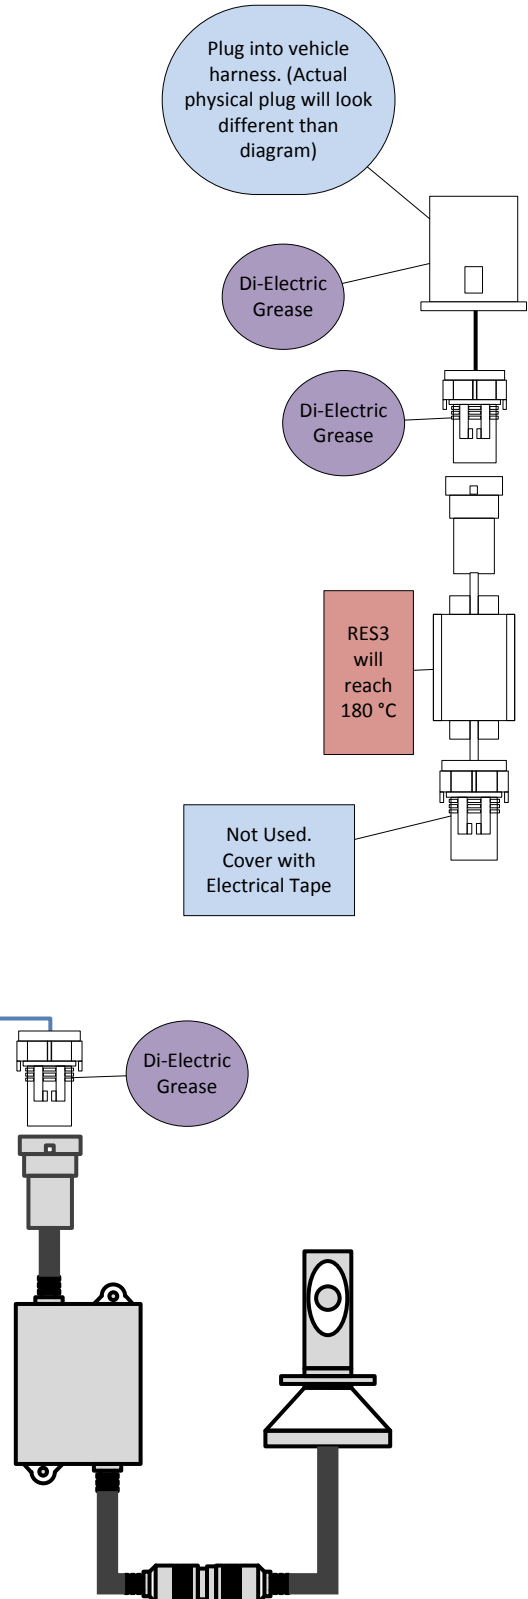 Plug into vehicle
harness. (Actual
physical plug will look
different than
diagram)
Di-Electric
Grease
Di-Electric
Grease
RES3
will
reach
180 °C
Not Used.
Cover with
Electrical Tape
Di-Electric
Grease